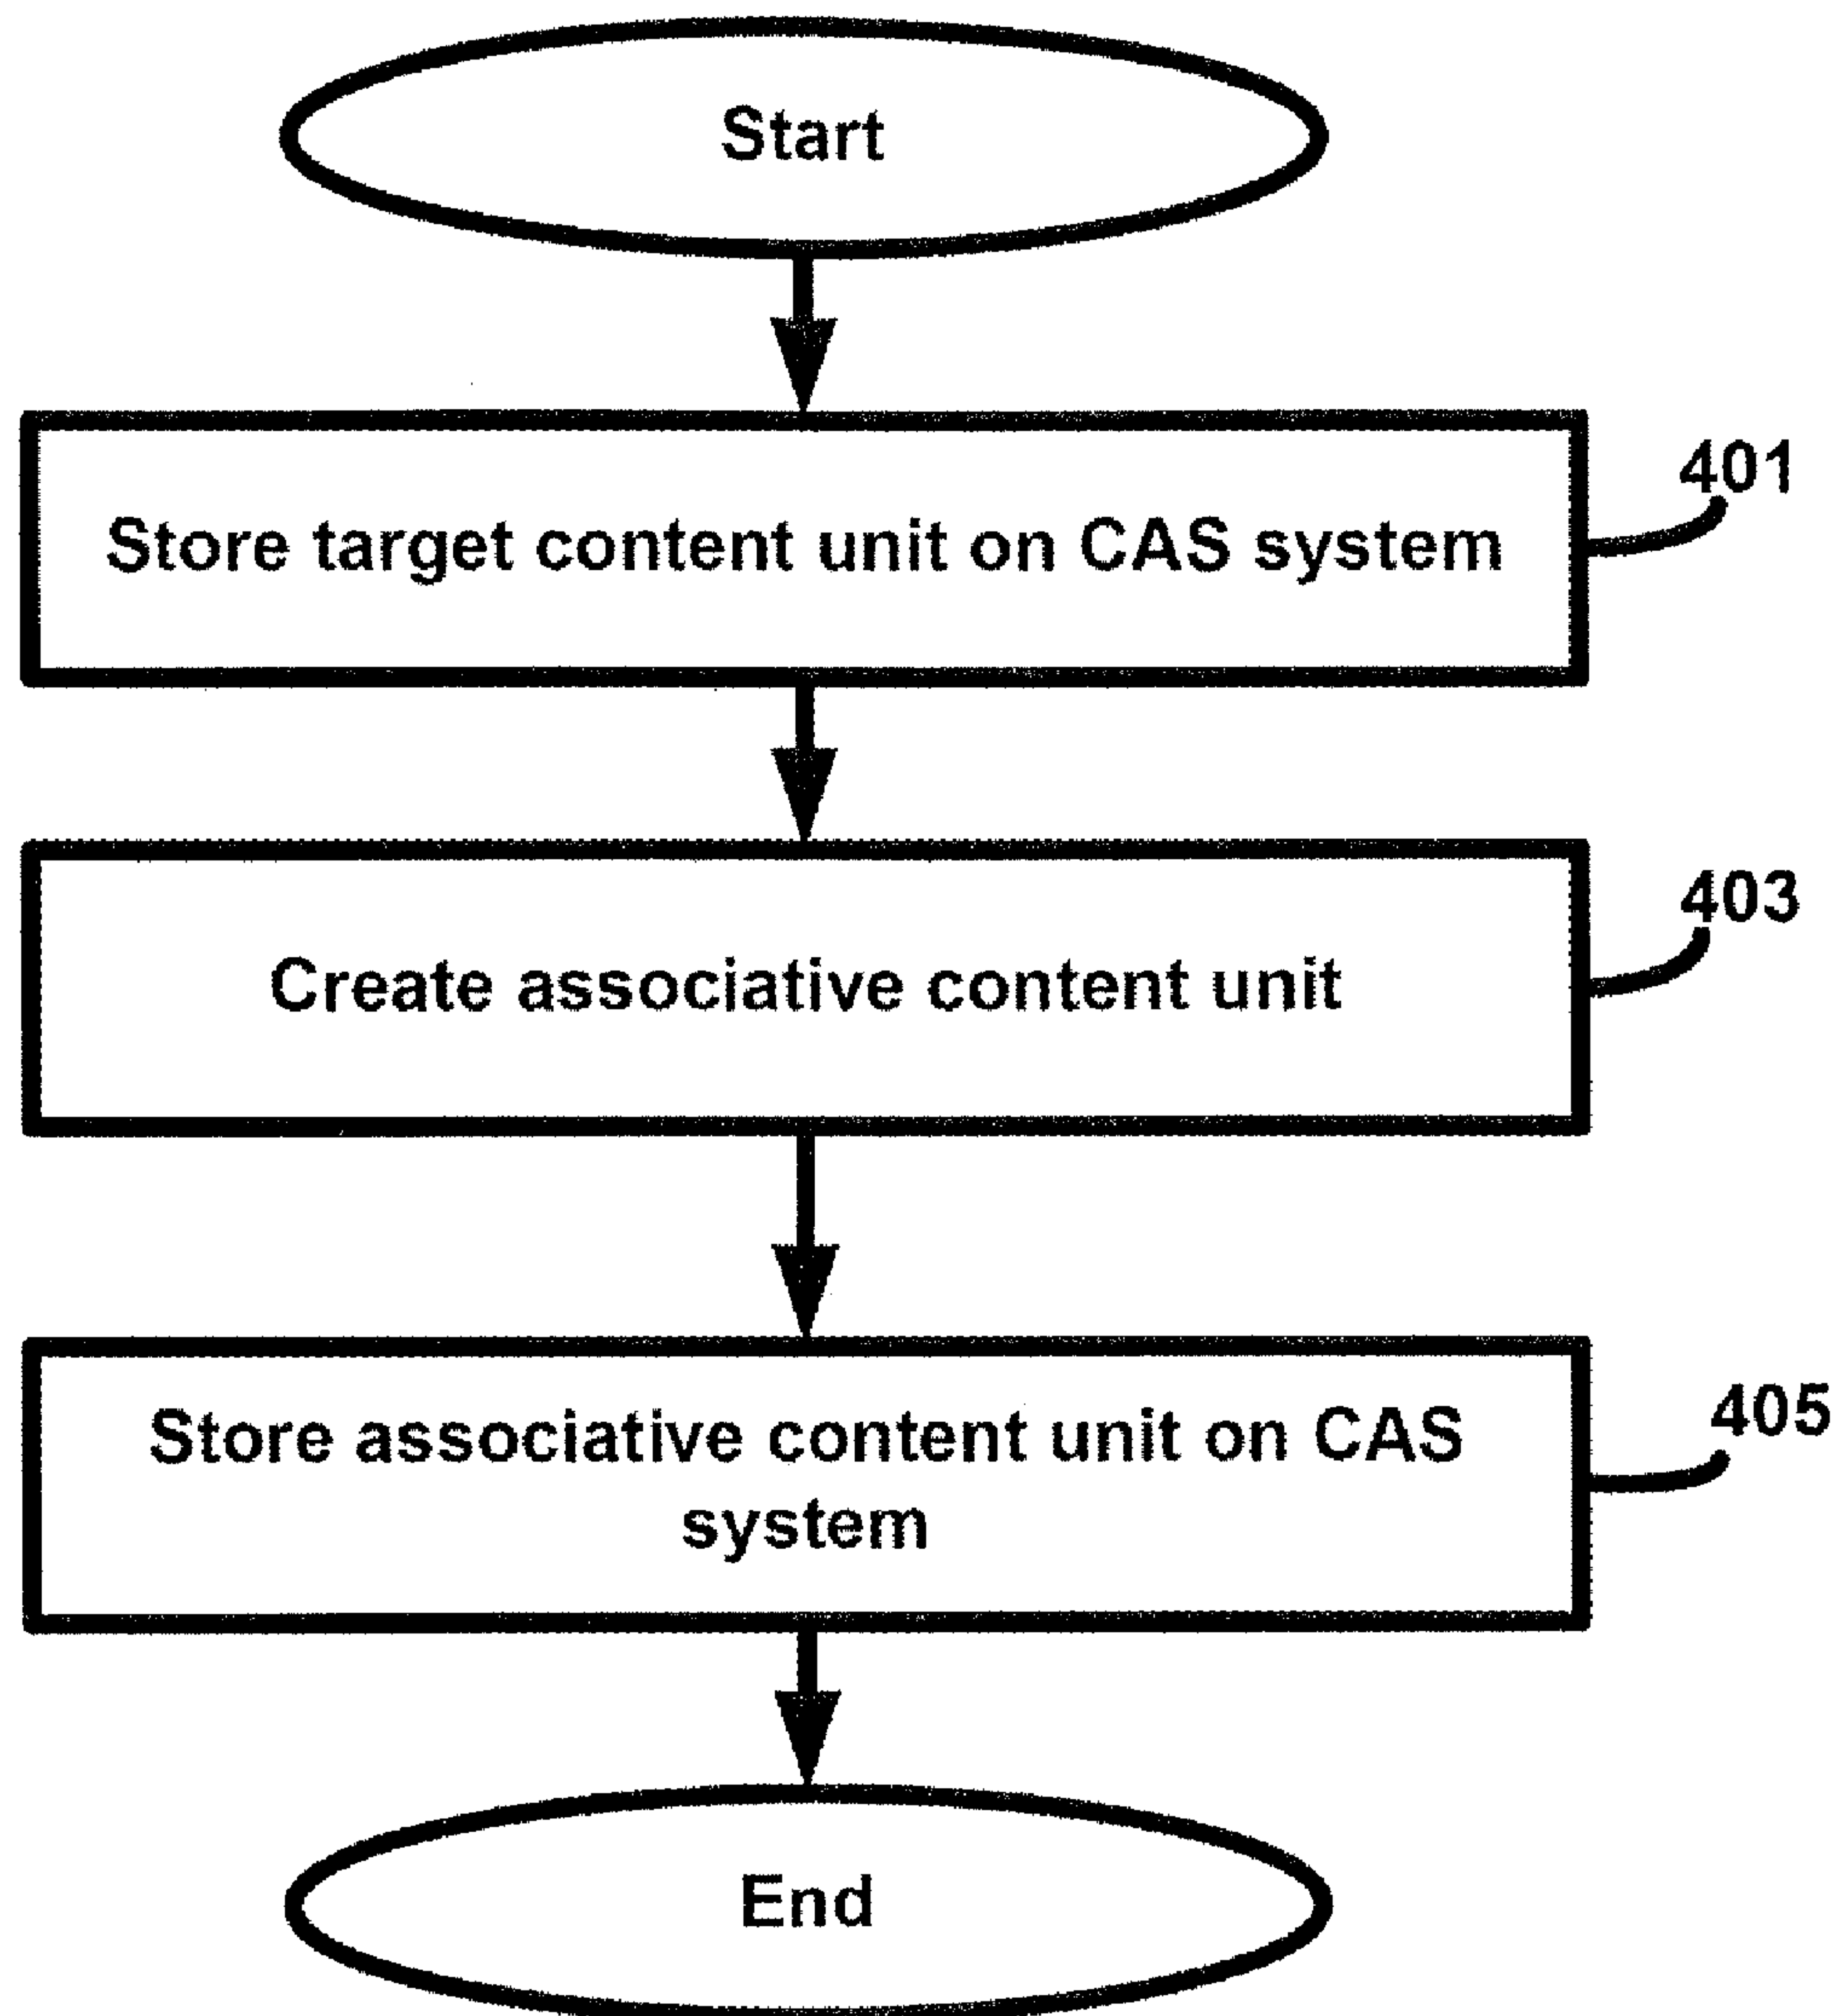 Start
Store target content unit on CAS system
401
Create associative content unit
403
Store associative content unit on CAS
system
405
End